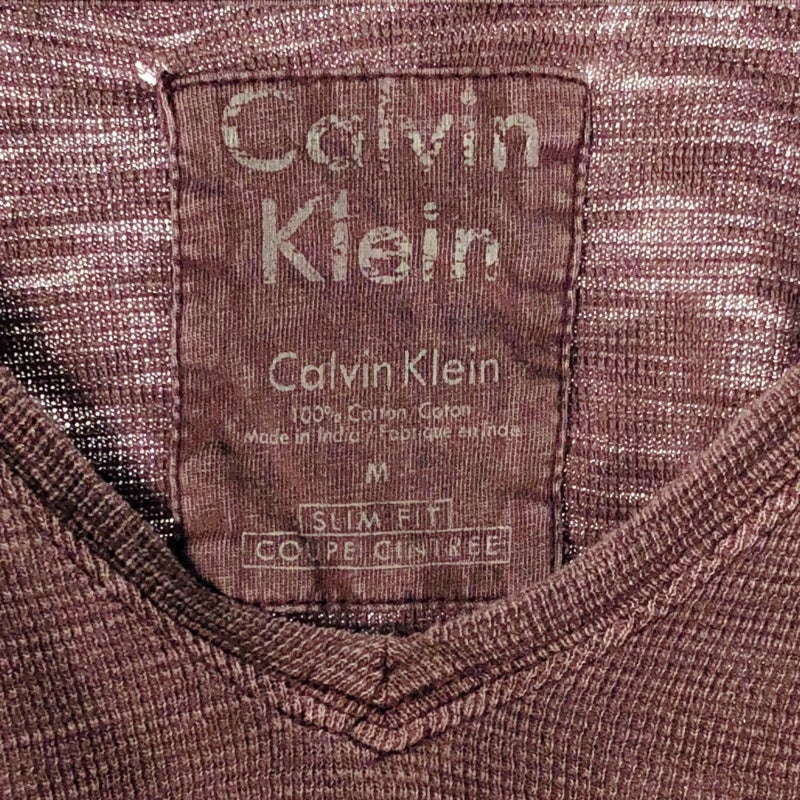 Calvin
Klein
Calvin Klein
100% Cotton/Coton
Made in India / Fabriqué en Inde
M
SLIM FIT
COUPE CINTRÉE